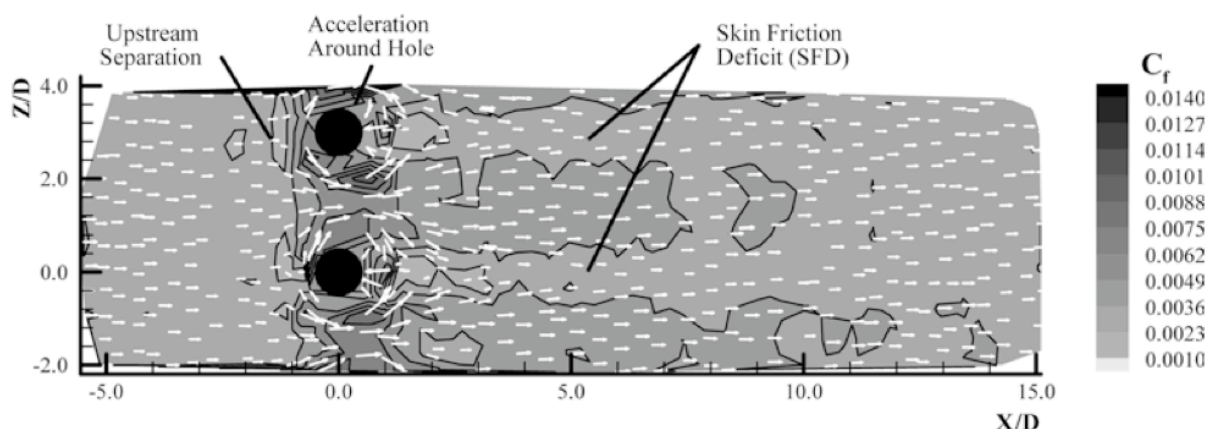 Upstream
Separation
Acceleration
Around Hole
Skin Friction
Deficit (SFD)
Z/D
4.0
2.0
0.0
-2.0
-5.0
0.0
5.0
10.0
15.0
X/D
C_f
0.0140
0.0127
0.0114
0.0101
0.0088
0.0075
0.0062
0.0049
0.0036
0.0023
0.0010